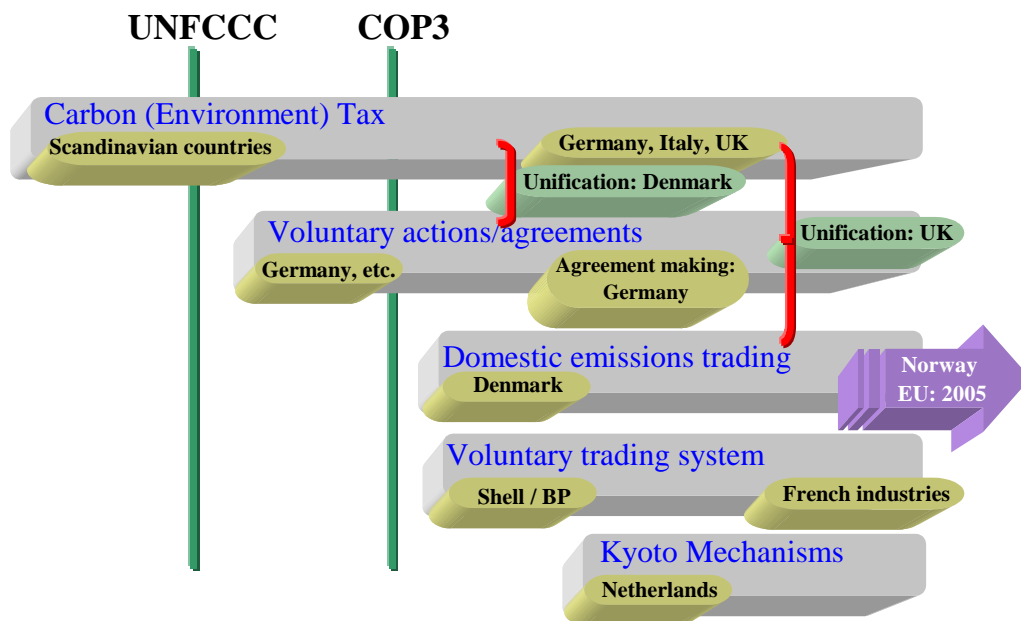 UNFCCC
COP3
Carbon (Environment) Tax
Scandinavian countries
Germany, Italy, UK
Unification: Denmark
Voluntary actions/agreements
Unification: UK
Germany, etc.
Agreement making:
Germany
Domestic emissions trading
Denmark
Norway
EU: 2005
Voluntary trading system
Shell / BP
French industries
Kyoto Mechanisms
Netherlands